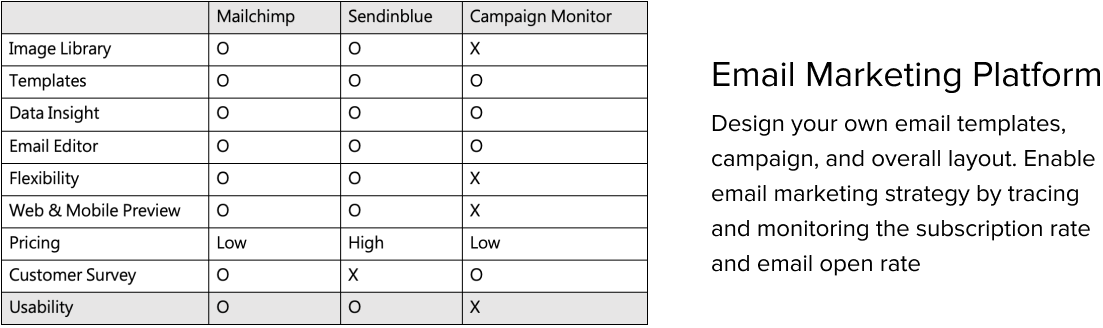 Mailchimp Sendinblue Campaign Monitor
Image Library O O X
Templates O O O
Data Insight O O O
Email Editor O O O
Flexibility O O X
Web & Mobile Preview O O X
Pricing Low High Low
Customer Survey O X O
Usability O O X
Email Marketing Platform
Design your own email templates,
campaign, and overall layout. Enable
email marketing strategy by tracing
and monitoring the subscription rate
and email open rate